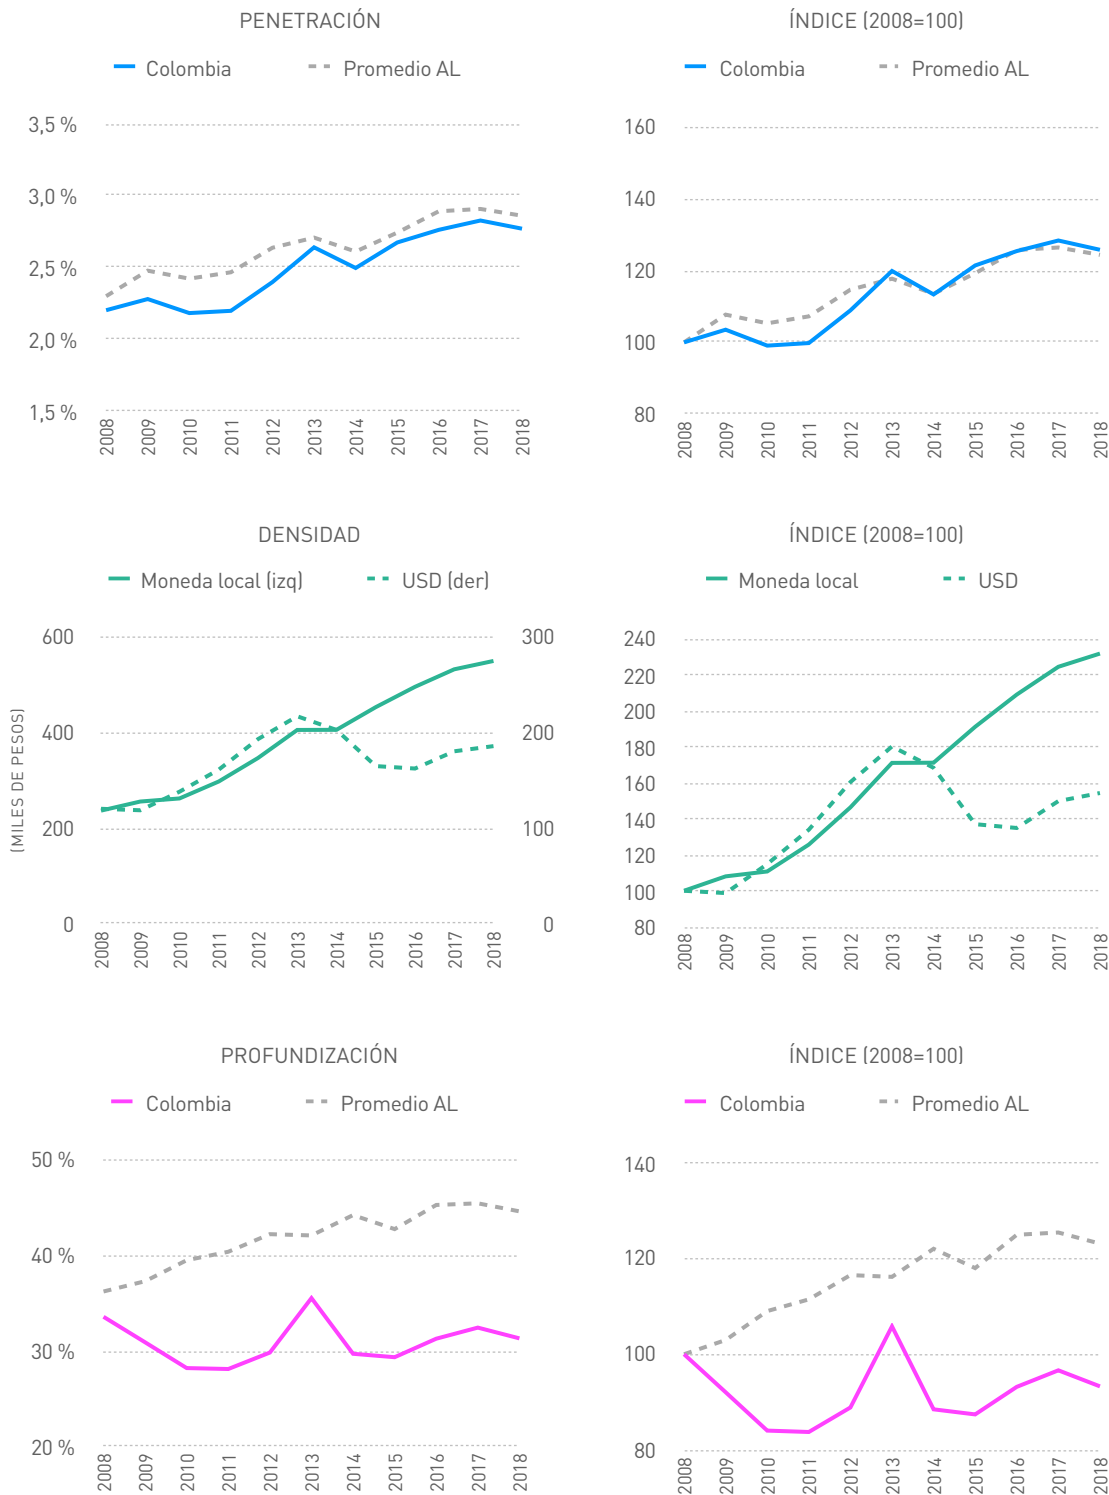 PENETRACIÓN
Colombia
Promedio AL
3,5 %
3,0 %
2,5 %
2,0 %
1,5 %
2008 2009 2010 2011 2012 2013 2014 2015 2016 2017 2018
ÍNDICE (2008=100)
Colombia
Promedio AL
160
140
120
100
80
2008 2009 2010 2011 2012 2013 2014 2015 2016 2017 2018
DENSIDAD
Moneda local (izq)
USD (der)
(MILES DE PESOS)
600
400
200
0
300
200
100
0
2008 2009 2010 2011 2012 2013 2014 2015 2016 2017 2018
ÍNDICE (2008=100)
Moneda local
USD
240
220
200
180
160
140
120
100
80
2008 2009 2010 2011 2012 2013 2014 2015 2016 2017 2018
PROFUNDIZACIÓN
Colombia
Promedio AL
50 %
40 %
30 %
20 %
2008 2009 2010 2011 2012 2013 2014 2015 2016 2017 2018
ÍNDICE (2008=100)
Colombia
Promedio AL
140
120
100
80
2008 2009 2010 2011 2012 2013 2014 2015 2016 2017 2018